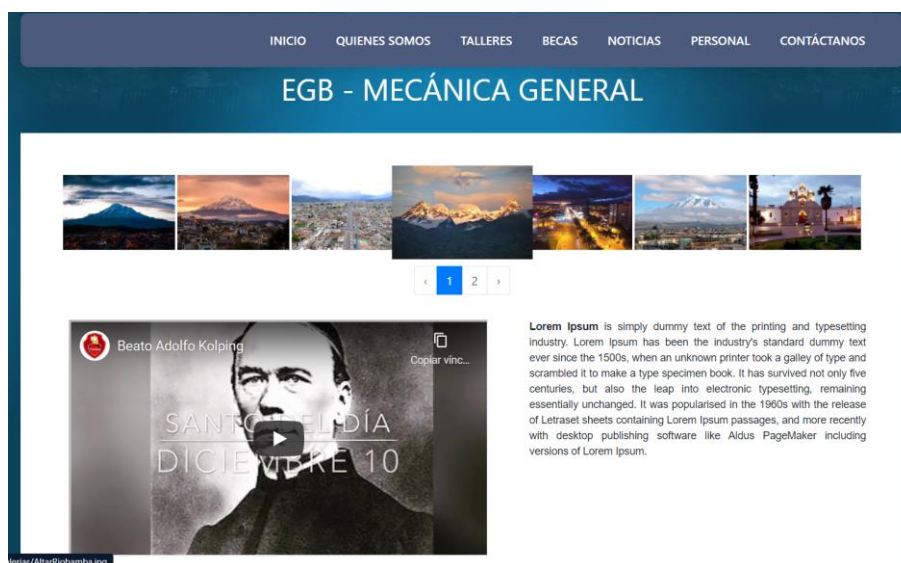 INICIO QUIENES SOMOS TALLERES BECAS NOTICIAS PERSONAL CONTÁCTANOS
EGB - MECÁNICA GENERAL
‹ 1 2 ›
Beato Adolfo Kolping
Copiar vínc...
SANTO DEL DÍA
DICIEMBRE 10
Lorem Ipsum is simply dummy text of the printing and typesetting
industry. Lorem Ipsum has been the industry's standard dummy text
ever since the 1500s, when an unknown printer took a galley of type and
scrambled it to make a type specimen book. It has survived not only five
centuries, but also the leap into electronic typesetting, remaining
essentially unchanged. It was popularised in the 1960s with the release
of Letraset sheets containing Lorem Ipsum passages, and more recently
with desktop publishing software like Aldus PageMaker including
versions of Lorem Ipsum.
lerias/AltarRiobamba.jpg